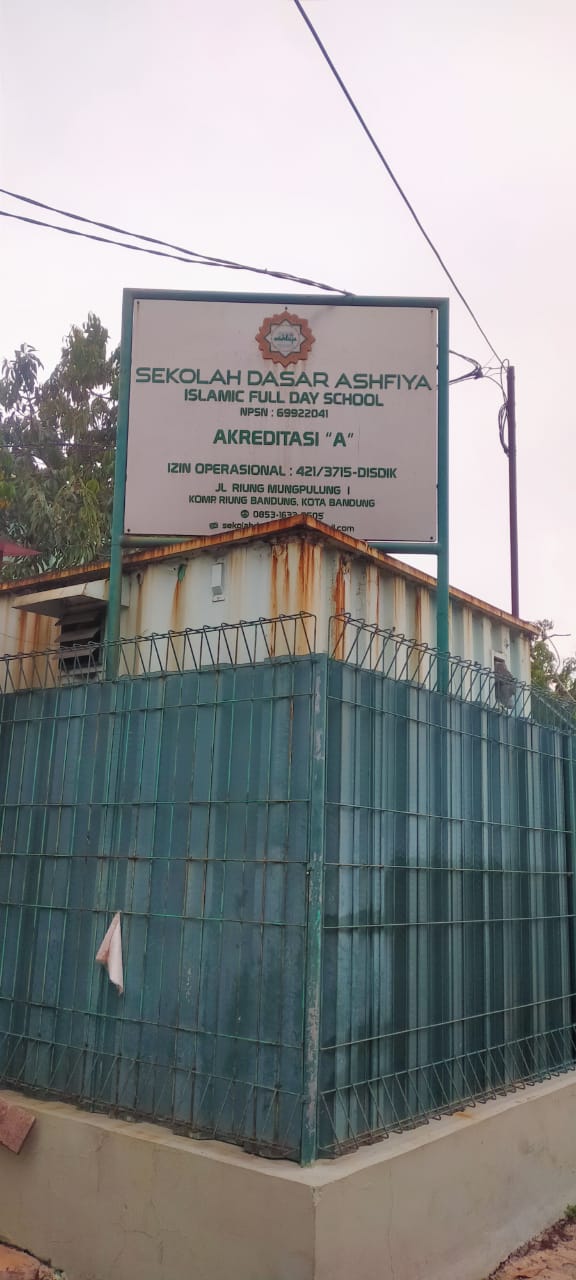 SEKOLAH DASAR ASHFIYA
ISLAMIC FULL DAY SCHOOL
NPSN : 69922041
AKREDITASI "A"
IZIN OPERASIONAL : 421/3715-DISDIK
JL RIUNG MUNGPULUNG I
KOMP. RIUNG BANDUNG, KOTA BANDUNG